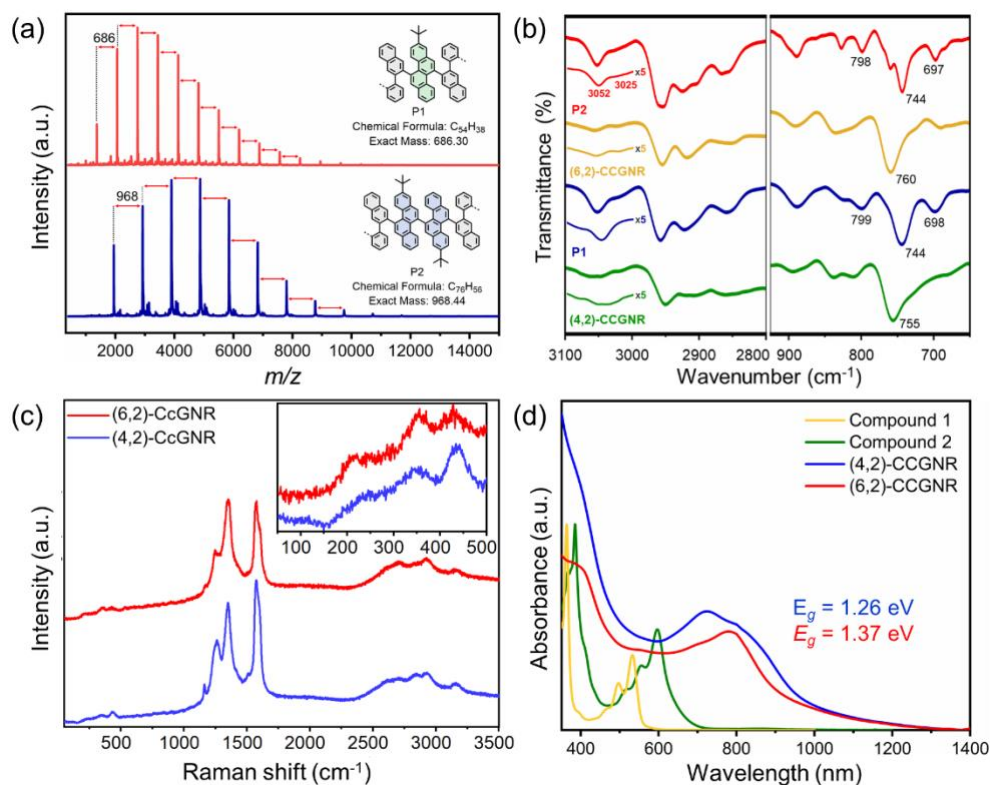 (a)
Intensity (a.u.)
686
P1
Chemical Formula: C₅₄H₃₈
Exact Mass: 686.30
968
P2
Chemical Formula: C₇₆H₅₆
Exact Mass: 968.44
2000 4000 6000 8000 10000 15000
m/z
(b)
Transmittance (%)
x5
3052 3025
P2
798
697
744
x5
(6,2)-CCGNR
760
x5
P1
799
698
744
x5
(4,2)-CCGNR
755
3100 3000 2900 2800 900 800 700
Wavenumber (cm⁻¹)
(c)
Intensity (a.u.)
(6,2)-CcGNR
(4,2)-CcGNR
100 200 300 400 500
500 1000 1500 2000 2500 3000 3500
Raman shift (cm⁻¹)
(d)
Absorbance (a.u.)
Compound 1
Compound 2
(4,2)-CCGNR
(6,2)-CCGNR
Eg = 1.26 eV
Eg = 1.37 eV
400 600 800 1000 1200 1400
Wavelength (nm)